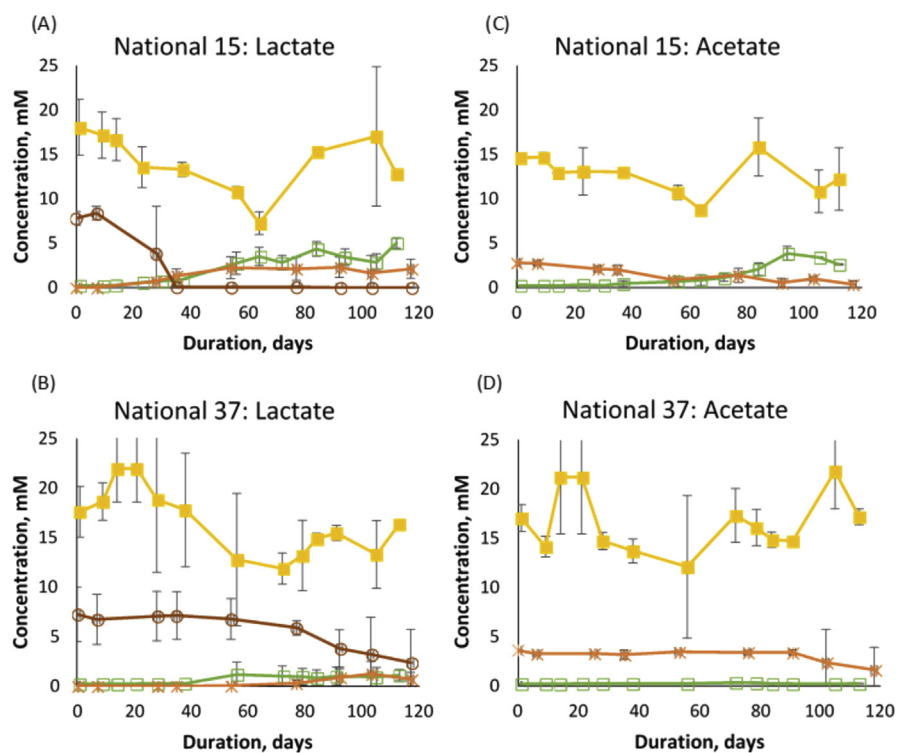 (A)
National 15: Lactate
25
20
15
10
5
0
Concentration, mM
0 20 40 60 80 100 120
Duration, days
(C)
National 15: Acetate
25
20
15
10
5
0
Concentration, mM
0 20 40 60 80 100 120
Duration, days
(B)
National 37: Lactate
25
20
15
10
5
0
Concentration, mM
0 20 40 60 80 100 120
Duration, days
(D)
National 37: Acetate
25
20
15
10
5
0
Concentration, mM
0 20 40 60 80 100 120
Duration, days